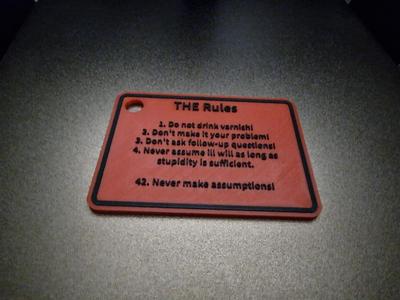 THE Rules
1. Do not drink varnish!
2. Don't make it your problem!
3. Don't ask follow-up questions!
4. Never assume ill will as long as
stupidity is sufficient.
42. Never make assumptions!